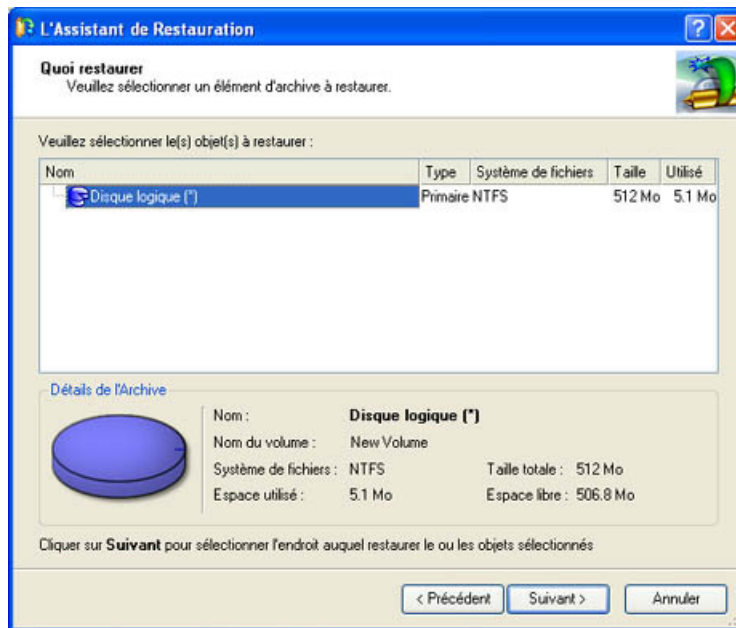 L'Assistant de Restauration
Quoi restaurer
Veuillez sélectionner un élément d'archive à restaurer.
Veuillez sélectionner le(s) objet(s) à restaurer :
Nom Type Système de fichiers Taille Utilisé
Disque logique (*) Primaire NTFS 512 Mo 5.1 Mo
Détails de l'Archive
Nom : Disque logique (*)
Nom du volume : New Volume
Système de fichiers : NTFS Taille totale : 512 Mo
Espace utilisé : 5.1 Mo Espace libre : 506.8 Mo
Cliquer sur Suivant pour sélectionner l'endroit auquel restaurer le ou les objets sélectionnés
< Précédent Suivant > Annuler